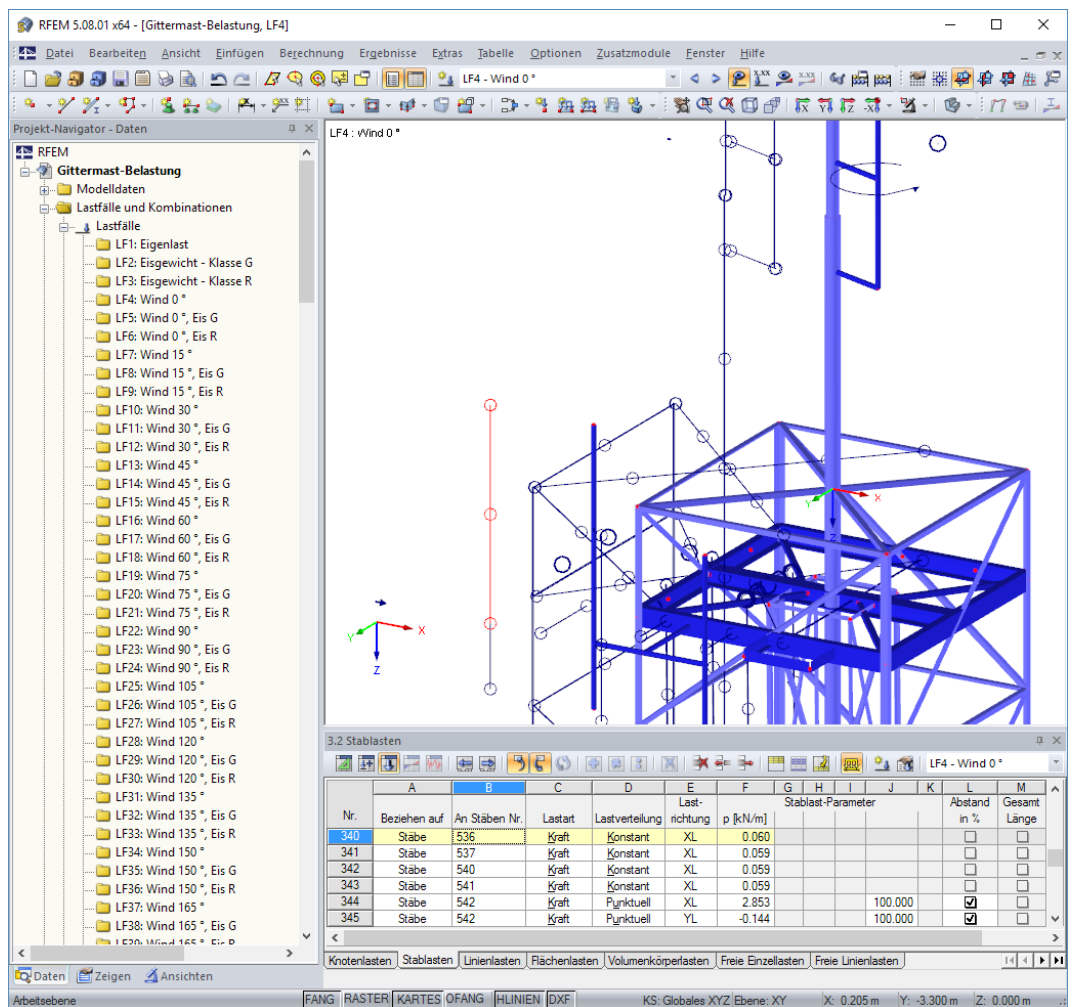 RFEM 5.08.01 x64 - [Gittermast-Belastung, LF4]
Datei Bearbeiten Ansicht Einfügen Berechnung Ergebnisse Extras Tabelle Optionen Zusatzmodule Fenster Hilfe
LF4 - Wind 0 °
Projekt-Navigator - Daten
RFEM
Gittermast-Belastung
Modelldaten
Lastfälle und Kombinationen
Lastfälle
LF1: Eigenlast
LF2: Eisgewicht - Klasse G
LF3: Eisgewicht - Klasse R
LF4: Wind 0 °
LF5: Wind 0 °, Eis G
LF6: Wind 0 °, Eis R
LF7: Wind 15 °
LF8: Wind 15 °, Eis G
LF9: Wind 15 °, Eis R
LF10: Wind 30 °
LF11: Wind 30 °, Eis G
LF12: Wind 30 °, Eis R
LF13: Wind 45 °
LF14: Wind 45 °, Eis G
LF15: Wind 45 °, Eis R
LF16: Wind 60 °
LF17: Wind 60 °, Eis G
LF18: Wind 60 °, Eis R
LF19: Wind 75 °
LF20: Wind 75 °, Eis G
LF21: Wind 75 °, Eis R
LF22: Wind 90 °
LF23: Wind 90 °, Eis G
LF24: Wind 90 °, Eis R
LF25: Wind 105 °
LF26: Wind 105 °, Eis G
LF27: Wind 105 °, Eis R
LF28: Wind 120 °
LF29: Wind 120 °, Eis G
LF30: Wind 120 °, Eis R
LF31: Wind 135 °
LF32: Wind 135 °, Eis G
LF33: Wind 135 °, Eis R
LF34: Wind 150 °
LF35: Wind 150 °, Eis G
LF36: Wind 150 °, Eis R
LF37: Wind 165 °
LF38: Wind 165 °, Eis G
LF39: Wind 165 °, Eis R
Daten Zeigen Ansichten
LF4 : Wind 0 °
X
Y
Z
Y
X
Z
3.2 Stablasten
LF4 - Wind 0 °
A B C D E F G H I J K L M
Last- Stablast-Parameter Abstand Gesamt
Nr. Beziehen auf An Stäben Nr. Lastart Lastverteilung richtung p [kN/m] in % Länge
340 Stäbe 536 Kraft Konstant XL 0.060
341 Stäbe 537 Kraft Konstant XL 0.059
342 Stäbe 540 Kraft Konstant XL 0.059
343 Stäbe 541 Kraft Konstant XL 0.059
344 Stäbe 542 Kraft Punktuell XL 2.853 100.000
345 Stäbe 542 Kraft Punktuell YL -0.144 100.000
Knotenlasten Stablasten Linienlasten Flächenlasten Volumenkörperlasten Freie Einzellasten Freie Linienlasten
Arbeitsebene FANG RASTER KARTES OFANG HLINIEN DXF KS: Globales XYZ Ebene: XY X: 0.205 m Y: -3.300 m Z: 0.000 m